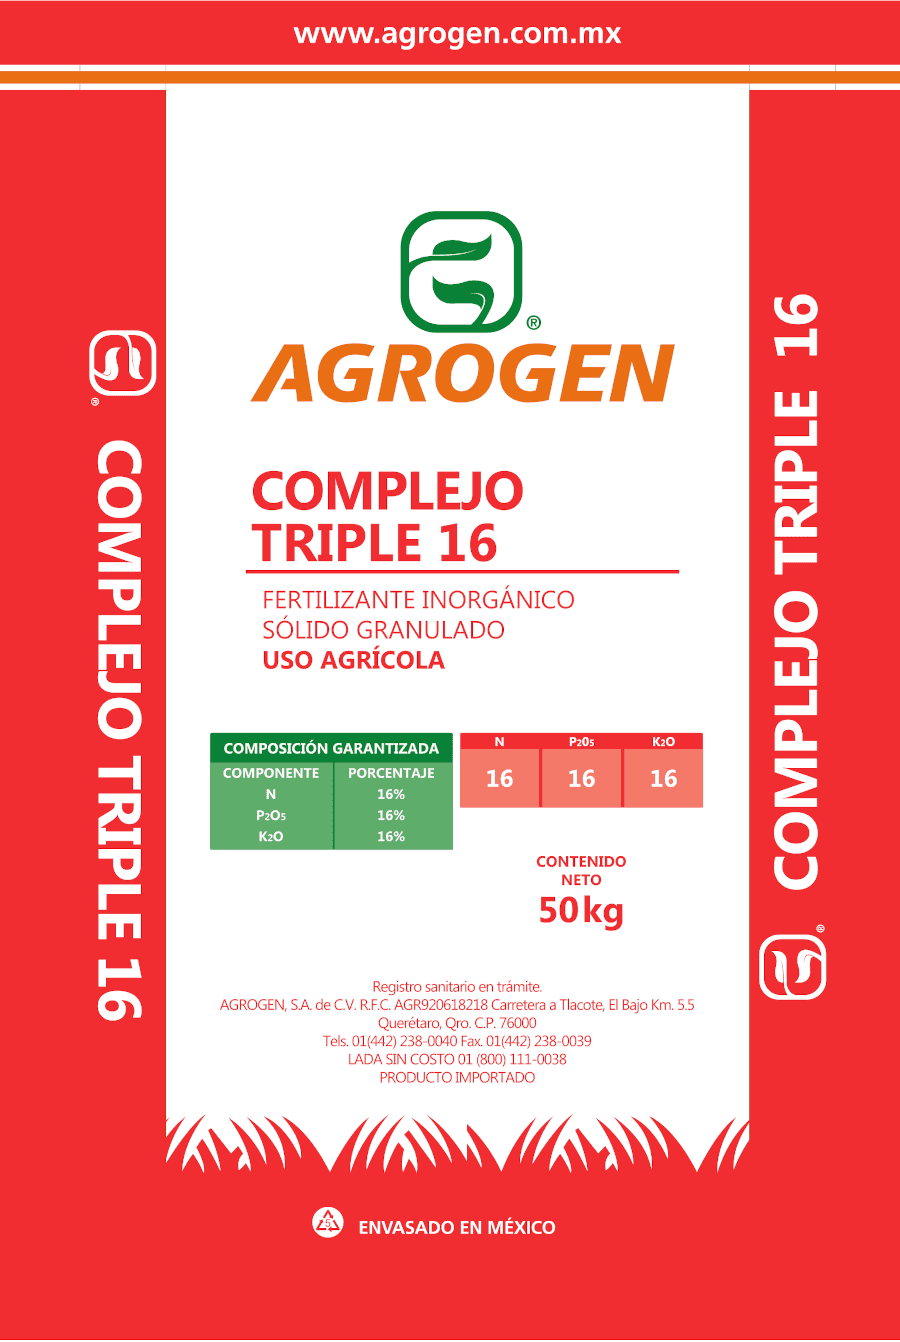 www.agrogen.com.mx
®
AGROGEN
COMPLEJO
TRIPLE 16
FERTILIZANTE INORGÁNICO
SÓLIDO GRANULADO
USO AGRÍCOLA
COMPOSICIÓN GARANTIZADA
COMPONENTE PORCENTAJE
N 16%
P2O5 16%
K2O 16%
N P205 K2O
16 16 16
CONTENIDO
NETO
50kg
Registro sanitario en trámite.
AGROGEN, S.A. de C.V. R.F.C. AGR920618218 Carretera a Tlacote, El Bajo Km. 5.5
Querétaro, Qro. C.P. 76000
Tels. 01(442) 238-0040 Fax. 01(442) 238-0039
LADA SIN COSTO 01 (800) 111-0038
PRODUCTO IMPORTADO
5
ENVASADO EN MÉXICO
®
COMPLEJO TRIPLE 16
®
COMPLEJO TRIPLE 16